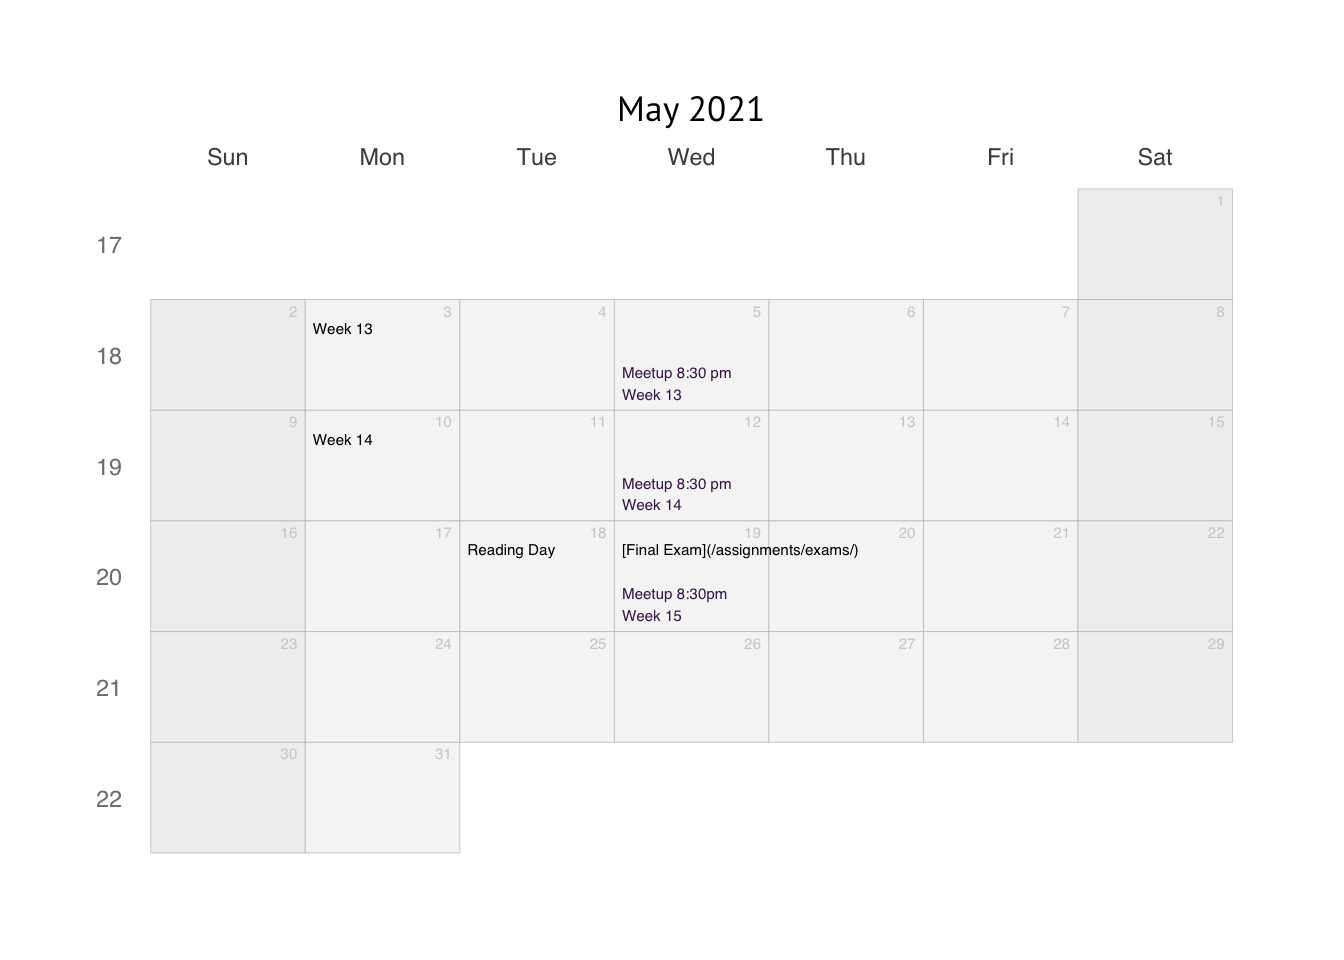 May 2021
Sun Mon Tue Wed Thu Fri Sat
17
1
18
2 3 4 5 6 7 8
Week 13
Meetup 8:30 pm
Week 13
19
9 10 11 12 13 14 15
Week 14
Meetup 8:30 pm
Week 14
20
16 17 18 19 20 21 22
Reading Day [Final Exam](/assignments/exams/)
Meetup 8:30pm
Week 15
21
23 24 25 26 27 28 29
22
30 31